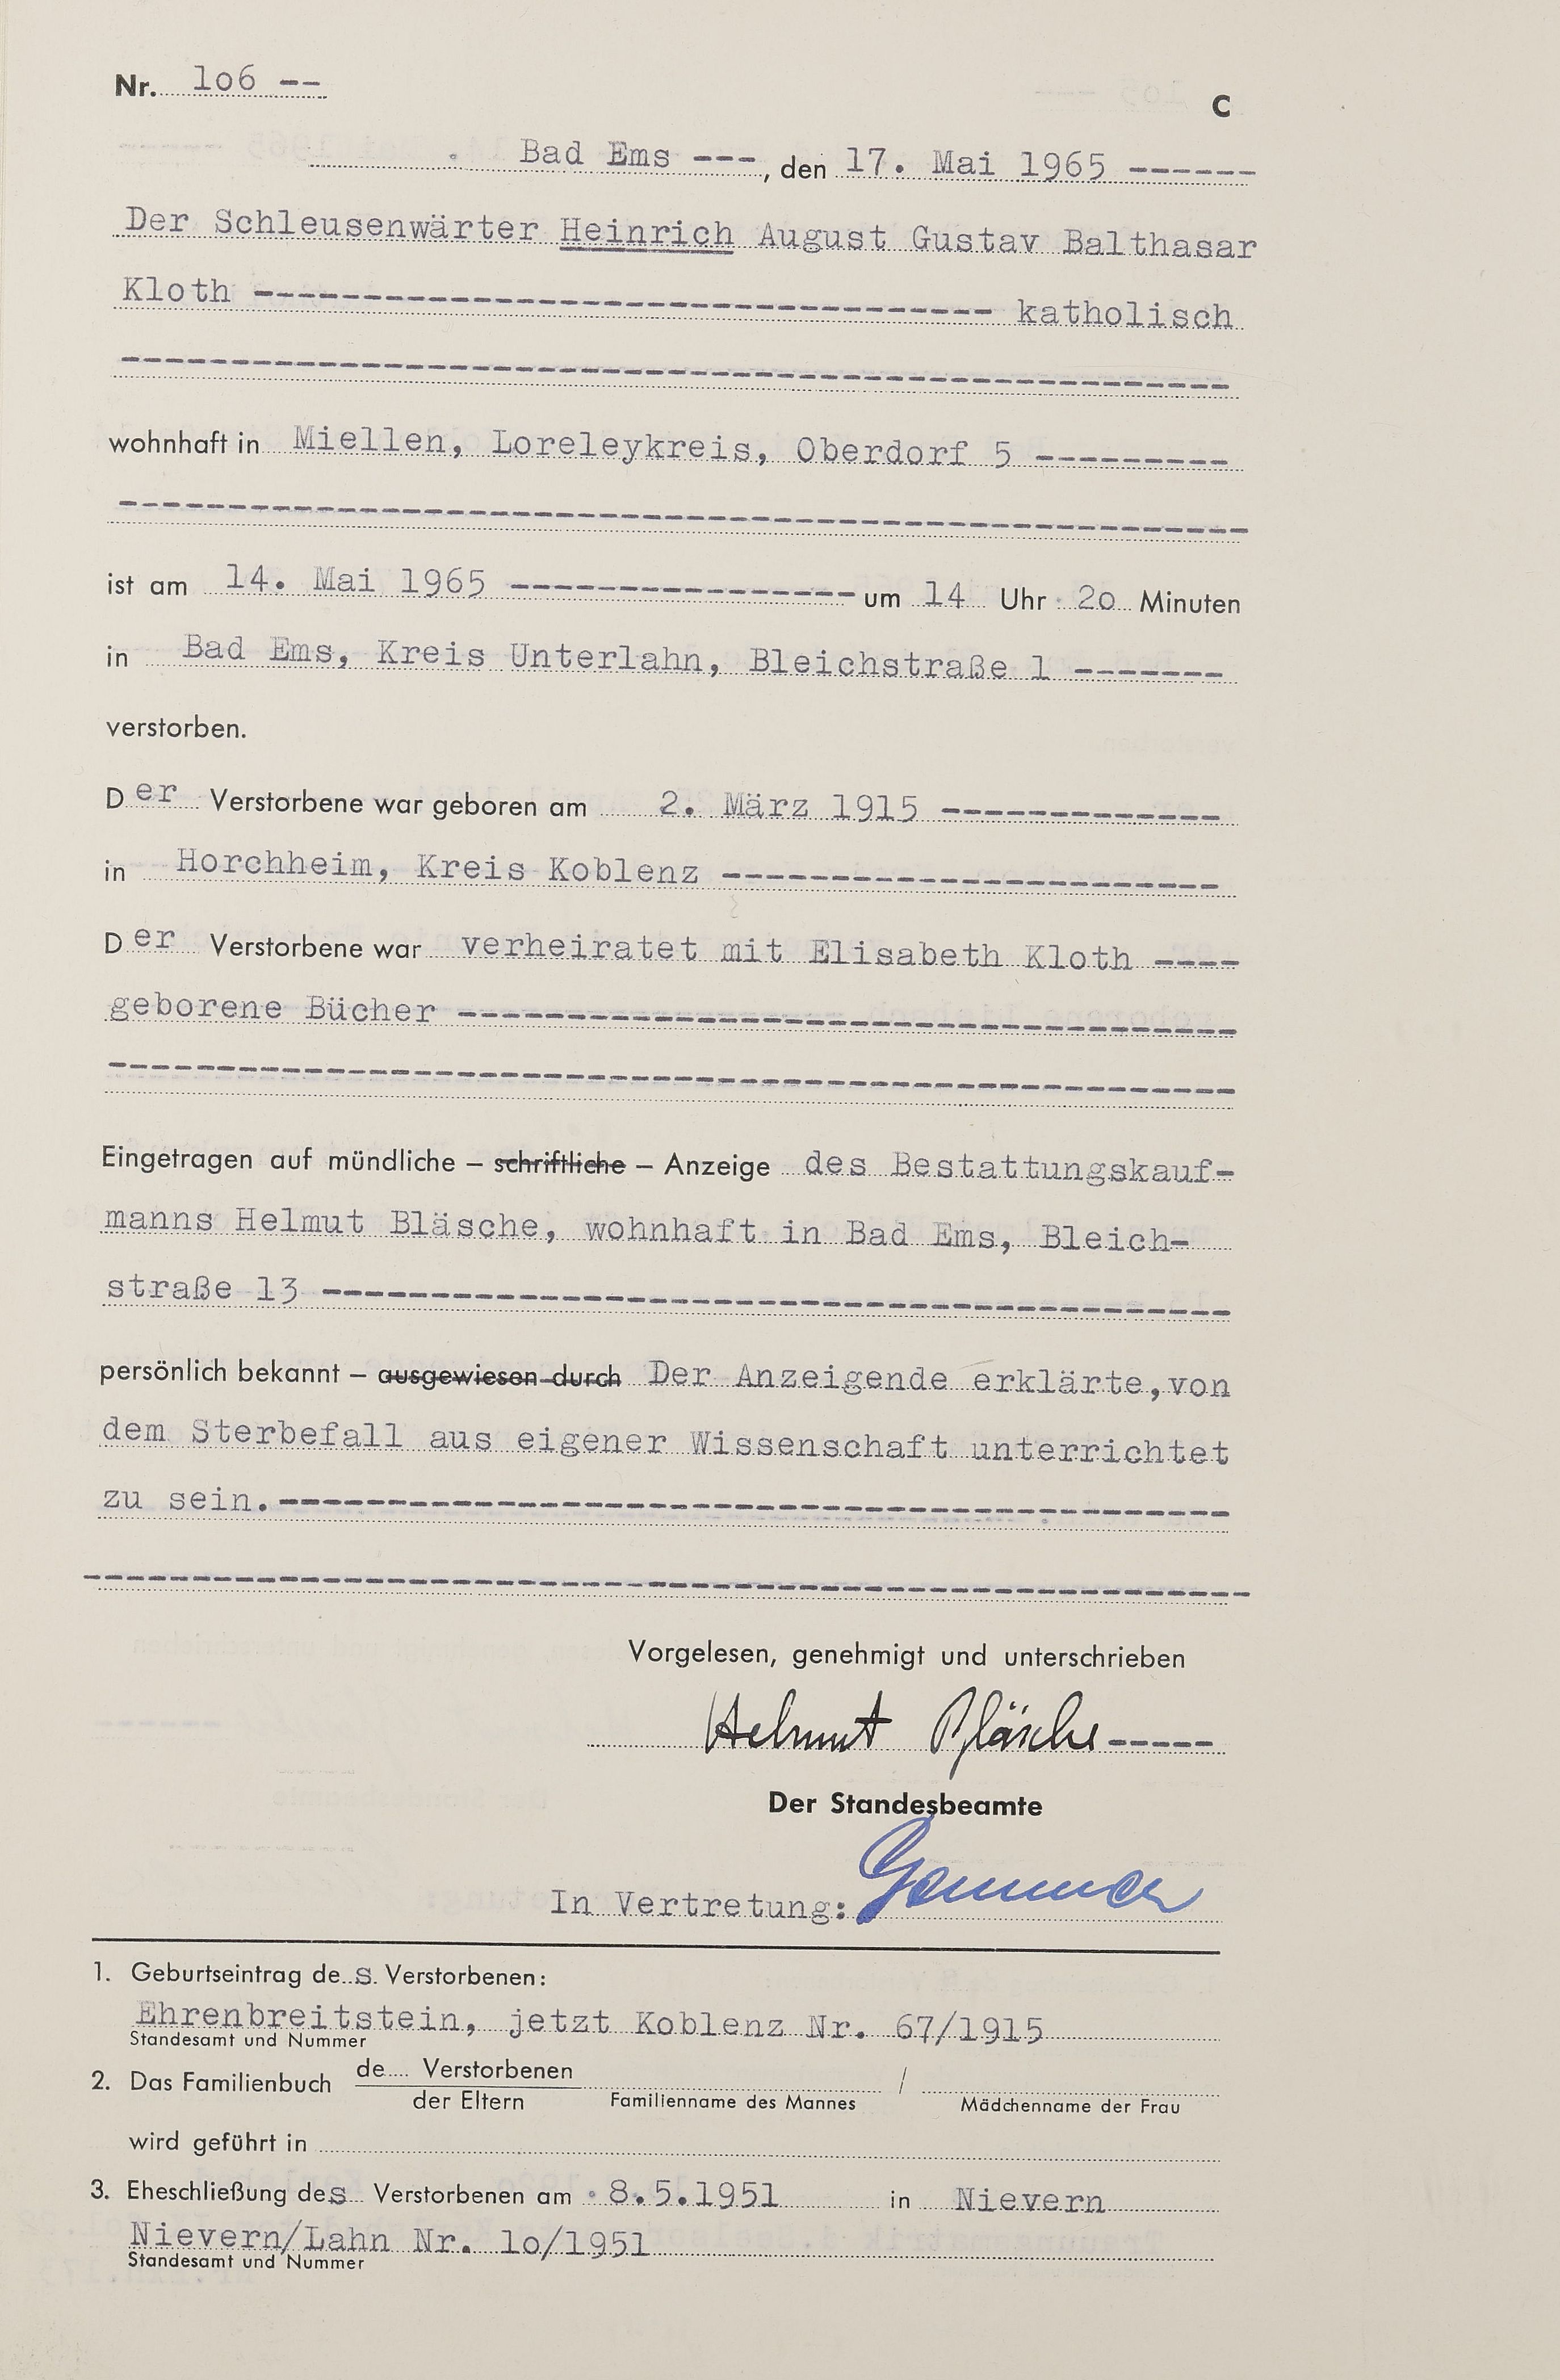 Nr. 1o6 --
C
Bad Ems ---, den 17. Mai 1965 ------
Der Schleusenwärter Heinrich August Gustav Balthasar
Kloth ---------------------------------- katholisch
wohnhaft in Miellen, Loreleykreis, Oberdorf 5 ---------
ist am 14. Mai 1965 ---------------- um 14 Uhr 2o Minuten
in Bad Ems, Kreis Unterlahn, Bleichstraße 1 -------
verstorben.
Der Verstorbene war geboren am 2. März 1915 -------------
in Horchheim, Kreis Koblenz -----------------------
Der Verstorbene war verheiratet mit Elisabeth Kloth ----
geborene Bücher ------------------------------------
Eingetragen auf mündliche – schriftliche – Anzeige des Bestattungskauf-
manns Helmut Bläsche, wohnhaft in Bad Ems, Bleich-
straße 13 ------------------------------------------
persönlich bekannt – ausgewiesen durch Der Anzeigende erklärte, von
dem Sterbefall aus eigener Wissenschaft unterrichtet
zu sein.--------------------------------------------
Vorgelesen, genehmigt und unterschrieben
Helmut Bläsche-----
Der Standesbeamte
In Vertretung:
1. Geburtseintrag des Verstorbenen:
Ehrenbreitstein, jetzt Koblenz Nr. 67/1915
Standesamt und Nummer
2. Das Familienbuch de.... Verstorbenen /
der Eltern Familienname des Mannes Mädchenname der Frau
wird geführt in
3. Eheschließung des Verstorbenen am 8.5.1951 in Nievern
Nievern/Lahn Nr. 1o/1951
Standesamt und Nummer